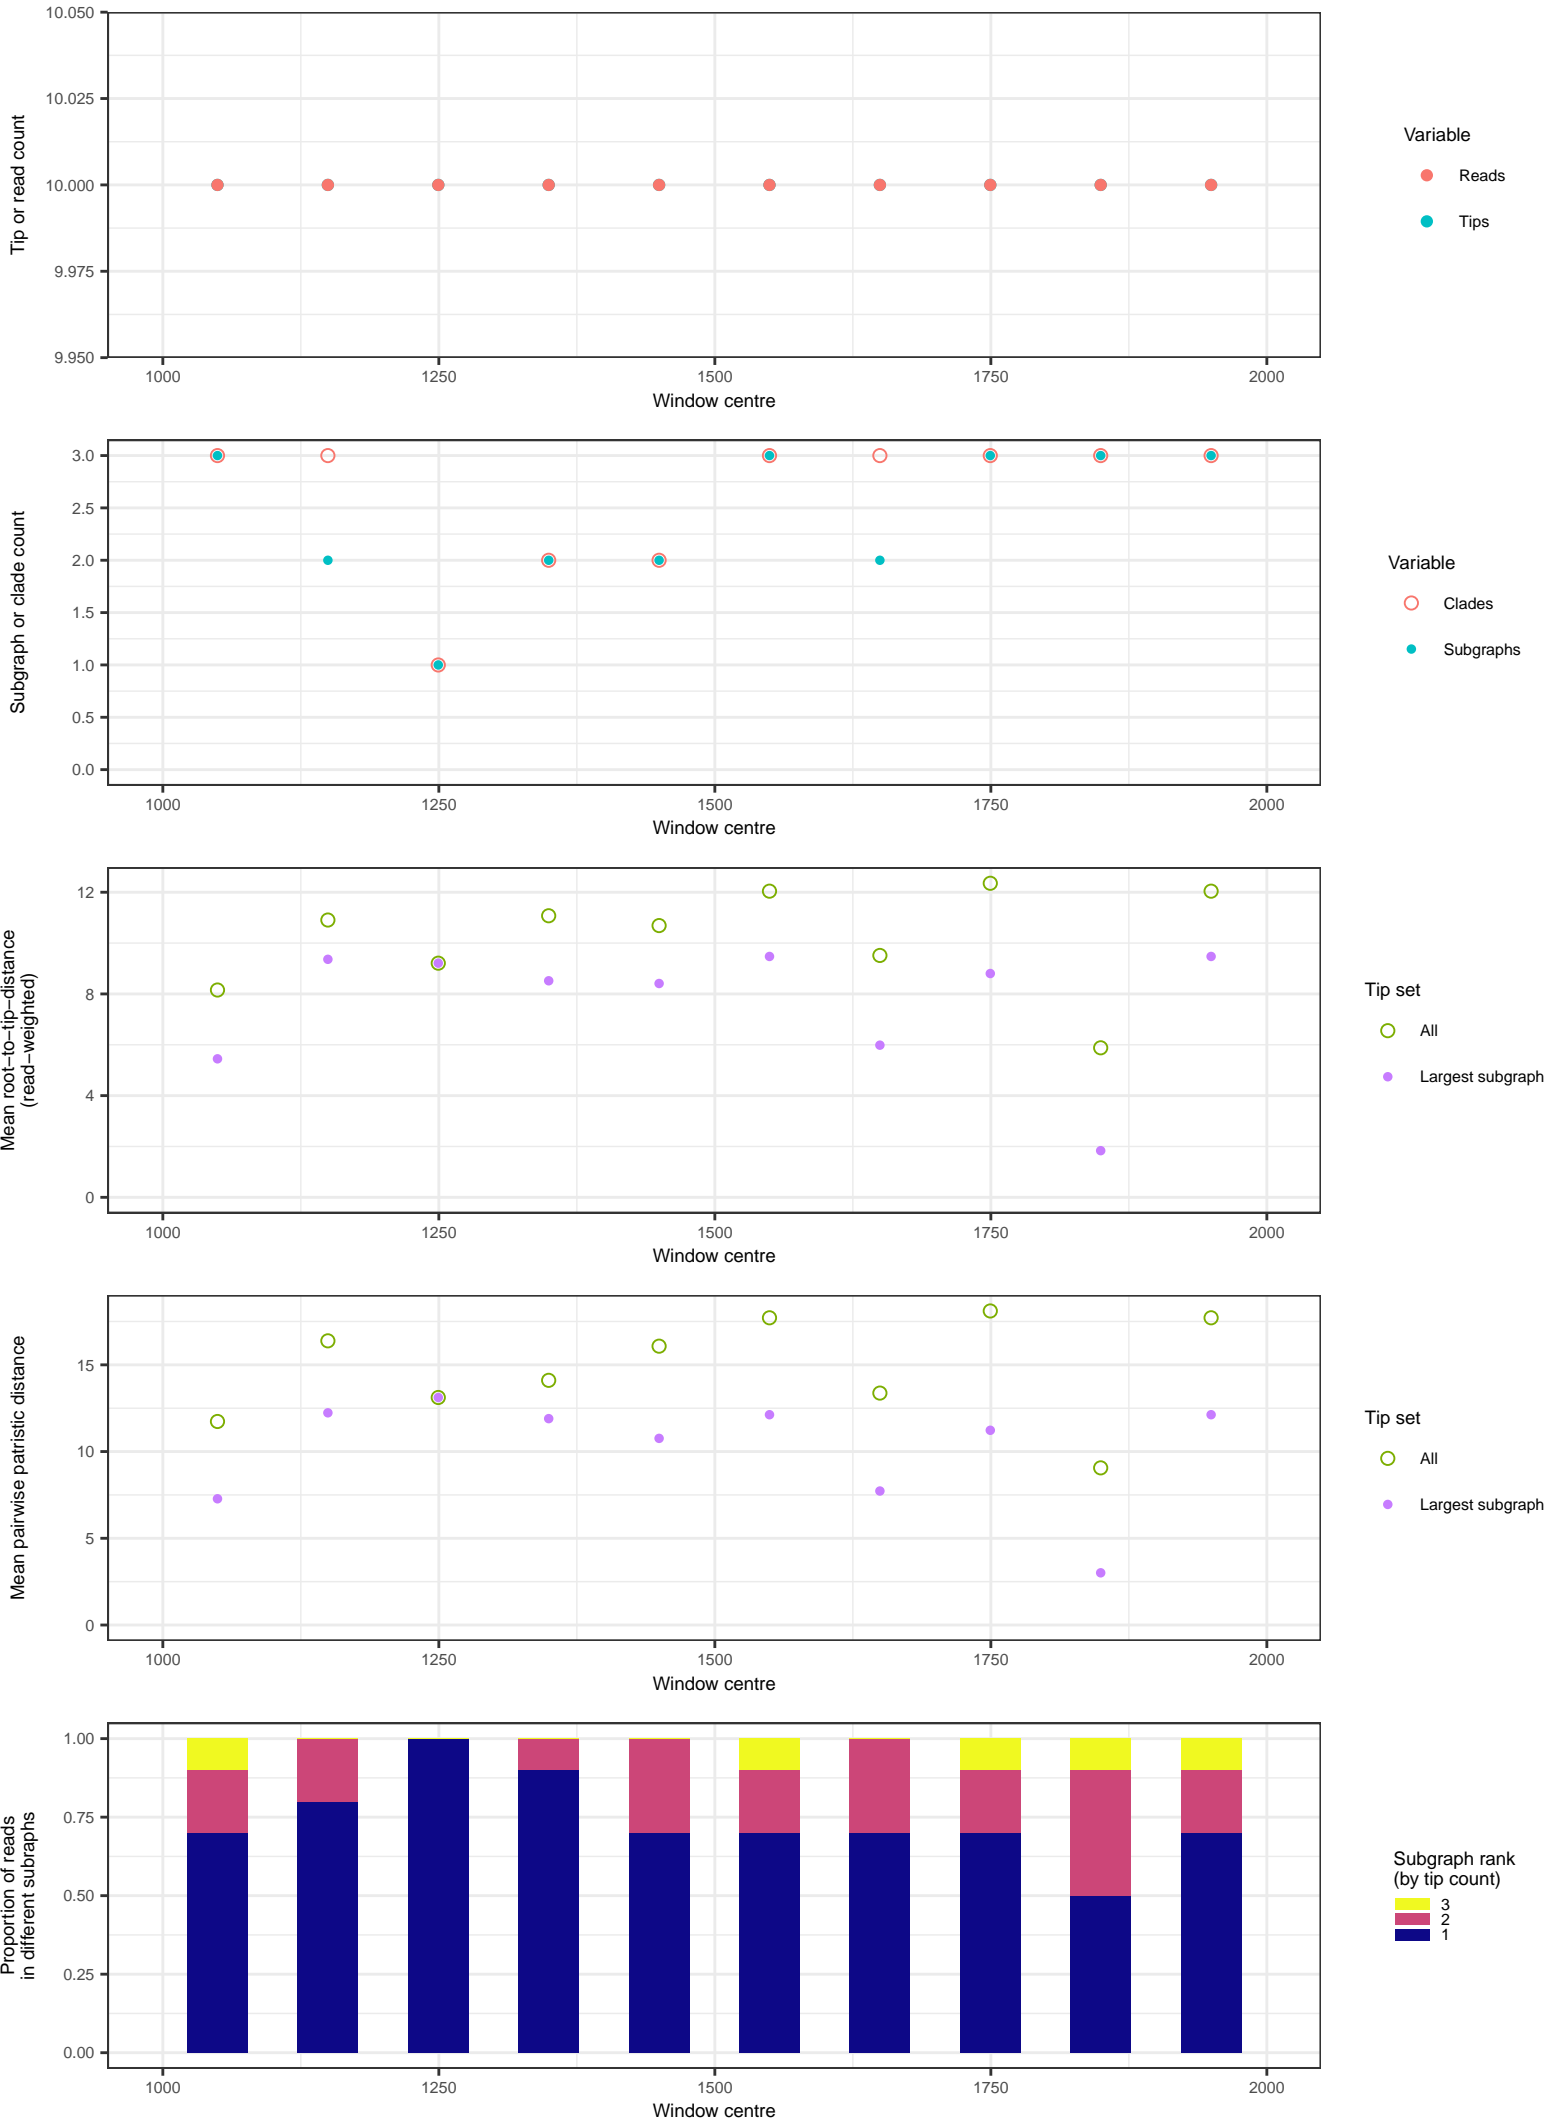 10.050
10.025
10.000
9.975
9.950
Tip or read count
1000 1250 1500 1750 2000
Window centre
Variable
Reads
Tips
3.0
2.5
2.0
1.5
1.0
0.5
0.0
Subgraph or clade count
1000 1250 1500 1750 2000
Window centre
Variable
Clades
Subgraphs
12
8
4
0
Mean root-to-tip-distance
(read-weighted)
1000 1250 1500 1750 2000
Window centre
Tip set
All
Largest subgraph
15
10
5
0
Mean pairwise patristic distance
1000 1250 1500 1750 2000
Window centre
Tip set
All
Largest subgraph
1.00
0.75
0.50
0.25
0.00
Proportion of reads
in different subraphs
1000 1250 1500 1750 2000
Window centre
Subgraph rank
(by tip count)
3
2
1